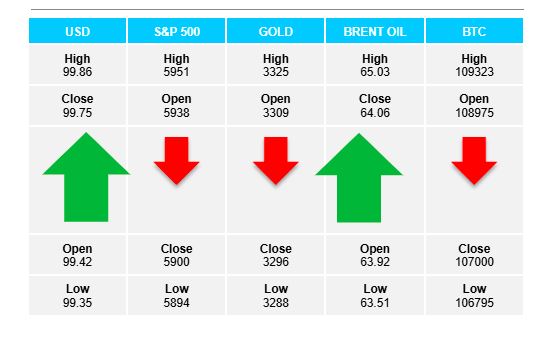 USD S&P 500 GOLD BRENT OIL BTC
High High High High High
99.86 5951 3325 65.03 109323
Close Open Open Close Open
99.75 5938 3309 64.06 108975
Open Close Close Open Close
99.42 5900 3296 63.92 107000
Low Low Low Low Low
99.35 5894 3288 63.51 106795